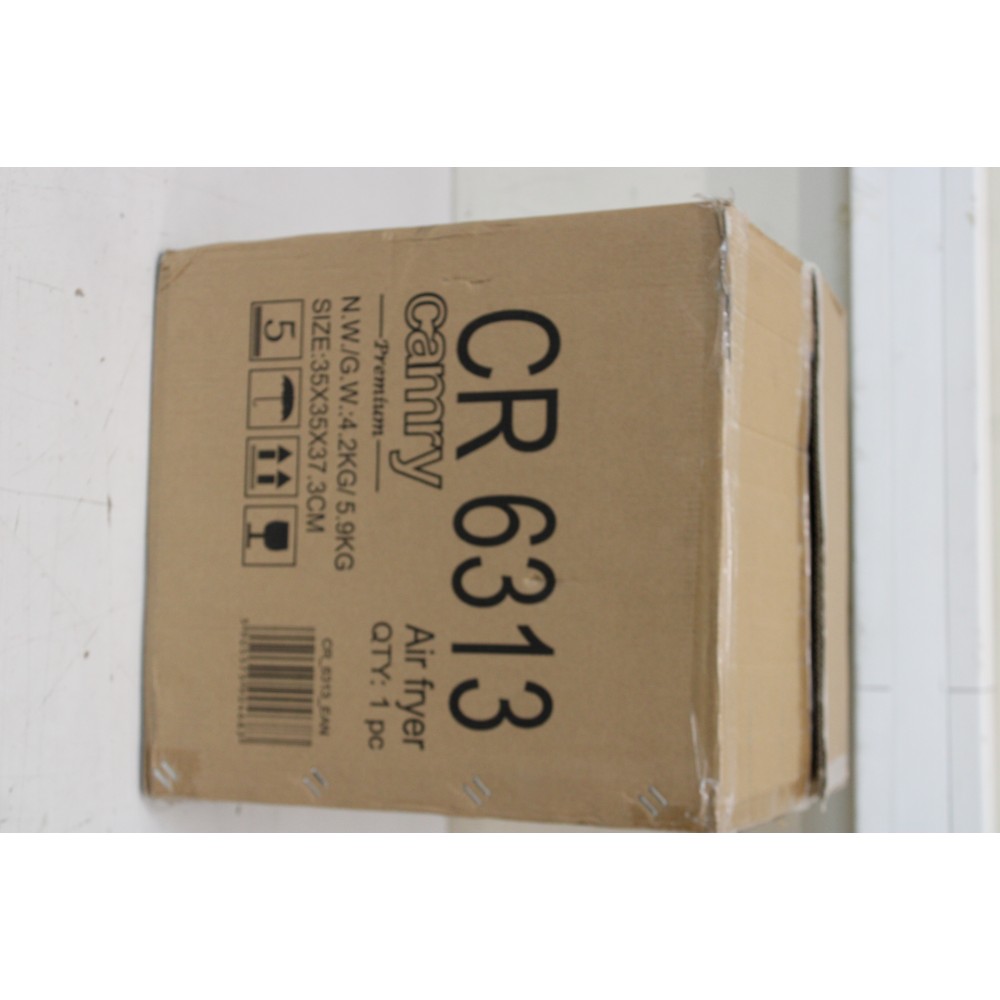 CR 6313
camry
Premium
Air fryer
QTY: 1 pc
N.W./G.W.:4.2KG/5.9KG
SIZE:35X35X37.3CM
5
CR_6313_EAN